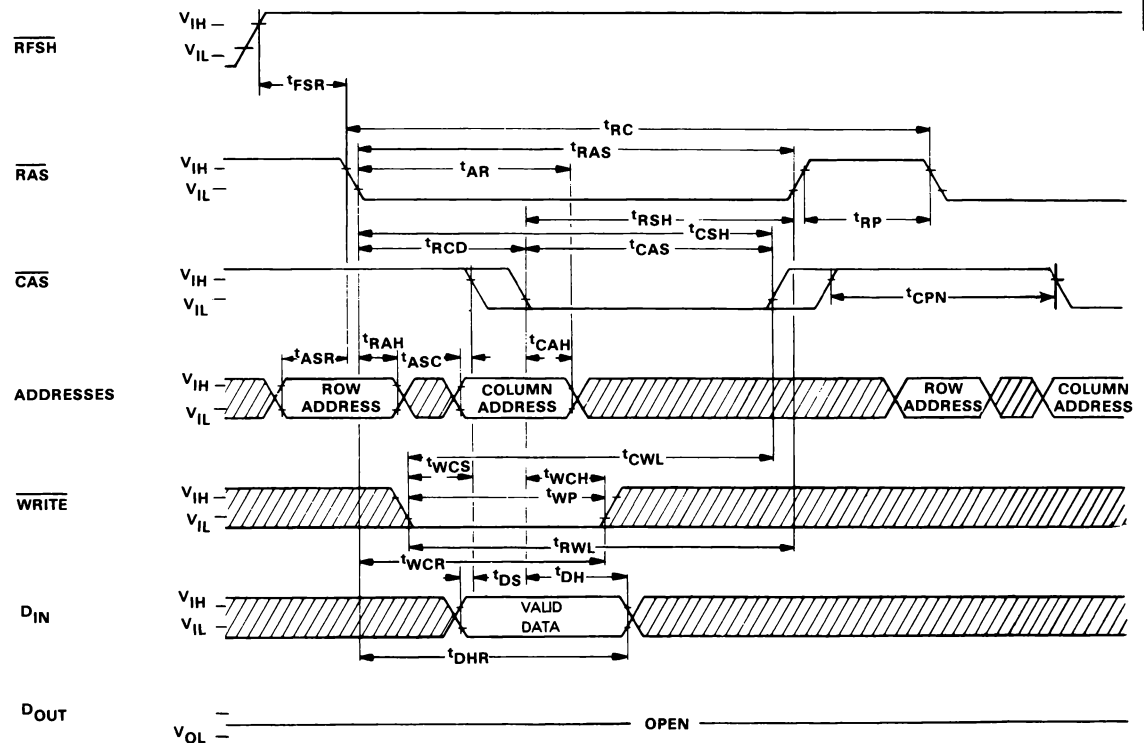 RFSH
VIH
VIL
tFSR
tRC
tRAS
tAR
RAS
VIH
VIL
tRSH
tRP
tCSH
tRCD
tCAS
CAS
VIH
VIL
tCPN
tRAH
tASR
tASC
tCAH
ADDRESSES
VIH
VIL
ROW ADDRESS
COLUMN ADDRESS
ROW ADDRESS
COLUMN ADDRESS
tCWL
tWCS
tWCH
tWP
WRITE
VIH
VIL
tRWL
tWCR
tDS
tDH
DIN
VIH
VIL
VALID DATA
tDHR
DOUT
VOL
OPEN